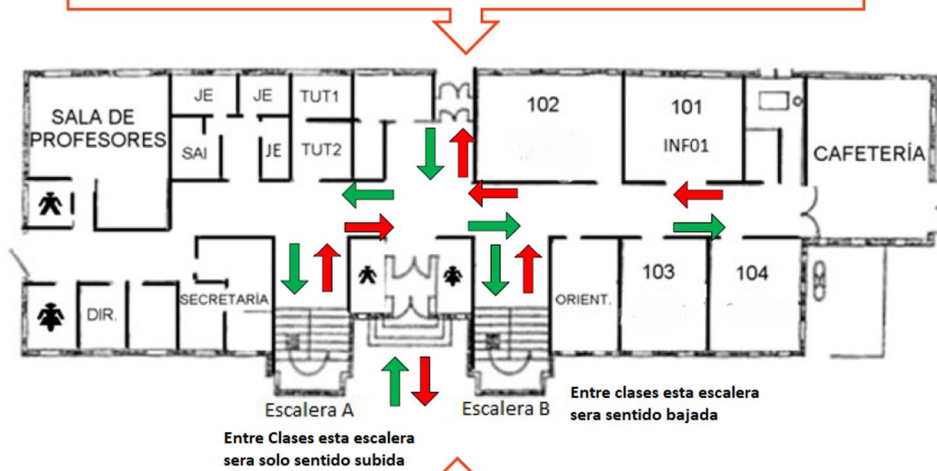 JE
JE
TUT1
102
101
INF01
SALA DE
PROFESORES
SAI
JE
TUT2
CAFETERÍA
SECRETARÍA
DIR.
ORIENT.
103
104
Escalera A
Escalera B
Entre clases esta escalera
sera sentido bajada
Entre Clases esta escalera
sera solo sentido subida